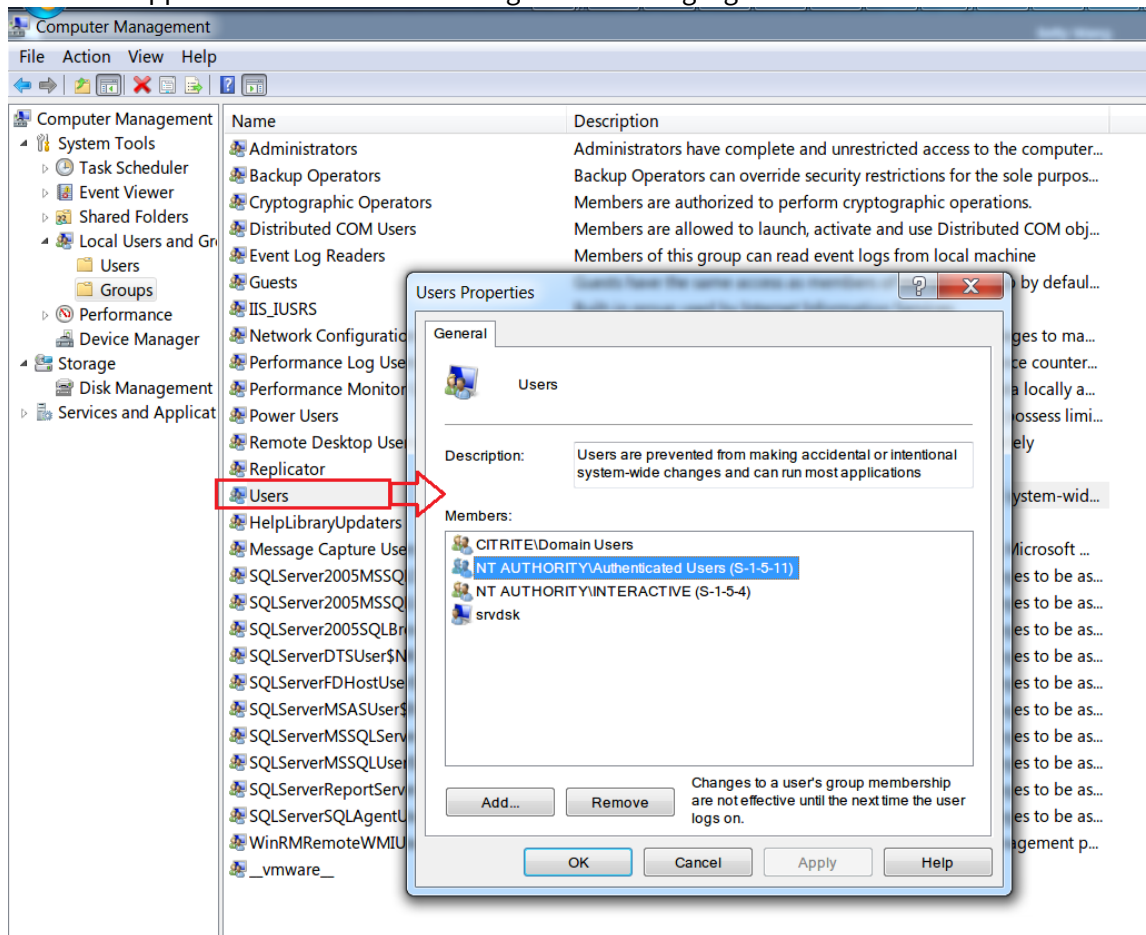 Computer Management
File Action View Help
Computer Management
System Tools
Task Scheduler
Event Viewer
Shared Folders
Local Users and Gr
Users
Groups
Performance
Device Manager
Storage
Disk Management
Services and Applicat
Name Description
Administrators Administrators have complete and unrestricted access to the computer...
Backup Operators Backup Operators can override security restrictions for the sole purpos...
Cryptographic Operators Members are authorized to perform cryptographic operations.
Distributed COM Users Members are allowed to launch, activate and use Distributed COM obj...
Event Log Readers Members of this group can read event logs from local machine
Guests Guests have the same access as members of by defaul...
IIS_IUSRS
Network Configuratio ges to ma...
Performance Log Use ce counter...
Performance Monitor a locally a...
Power Users possess limi...
Remote Desktop Use ely
Replicator
Users ystem-wid...
HelpLibraryUpdaters
Message Capture Use Microsoft ...
SQLServer2005MSSQ es to be as...
SQLServer2005MSSQ es to be as...
SQLServer2005SQLBr es to be as...
SQLServerDTSUser$N es to be as...
SQLServerFDHostUse es to be as...
SQLServerMSASUser$ es to be as...
SQLServerMSSQLServ es to be as...
SQLServerMSSQLUser es to be as...
SQLServerReportServ es to be as...
SQLServerSQLAgentU es to be as...
WinRMRemoteWMIU agement p...
__vmware__
Users Properties
General
Users
Description: Users are prevented from making accidental or intentional
system-wide changes and can run most applications
Members:
CITRITE\Domain Users
NT AUTHORITY\Authenticated Users (S-1-5-11)
NT AUTHORITY\INTERACTIVE (S-1-5-4)
srvdsk
Add... Remove
Changes to a user's group membership
are not effective until the next time the user
logs on.
OK Cancel Apply Help